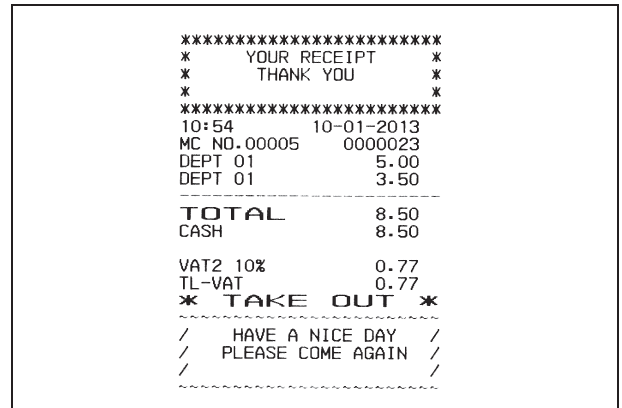 ************************
* YOUR RECEIPT *
* THANK YOU *
* *
************************
10:54 10-01-2013
MC NO.00005 0000023
DEPT 01 5.00
DEPT 01 3.50
------------------------
TOTAL 8.50
CASH 8.50
VAT2 10% 0.77
TL-VAT 0.77
* TAKE OUT *
~~~~~~~~~~~~~~~~~~~~~~~~
/ HAVE A NICE DAY /
/ PLEASE COME AGAIN /
/ /
~~~~~~~~~~~~~~~~~~~~~~~~